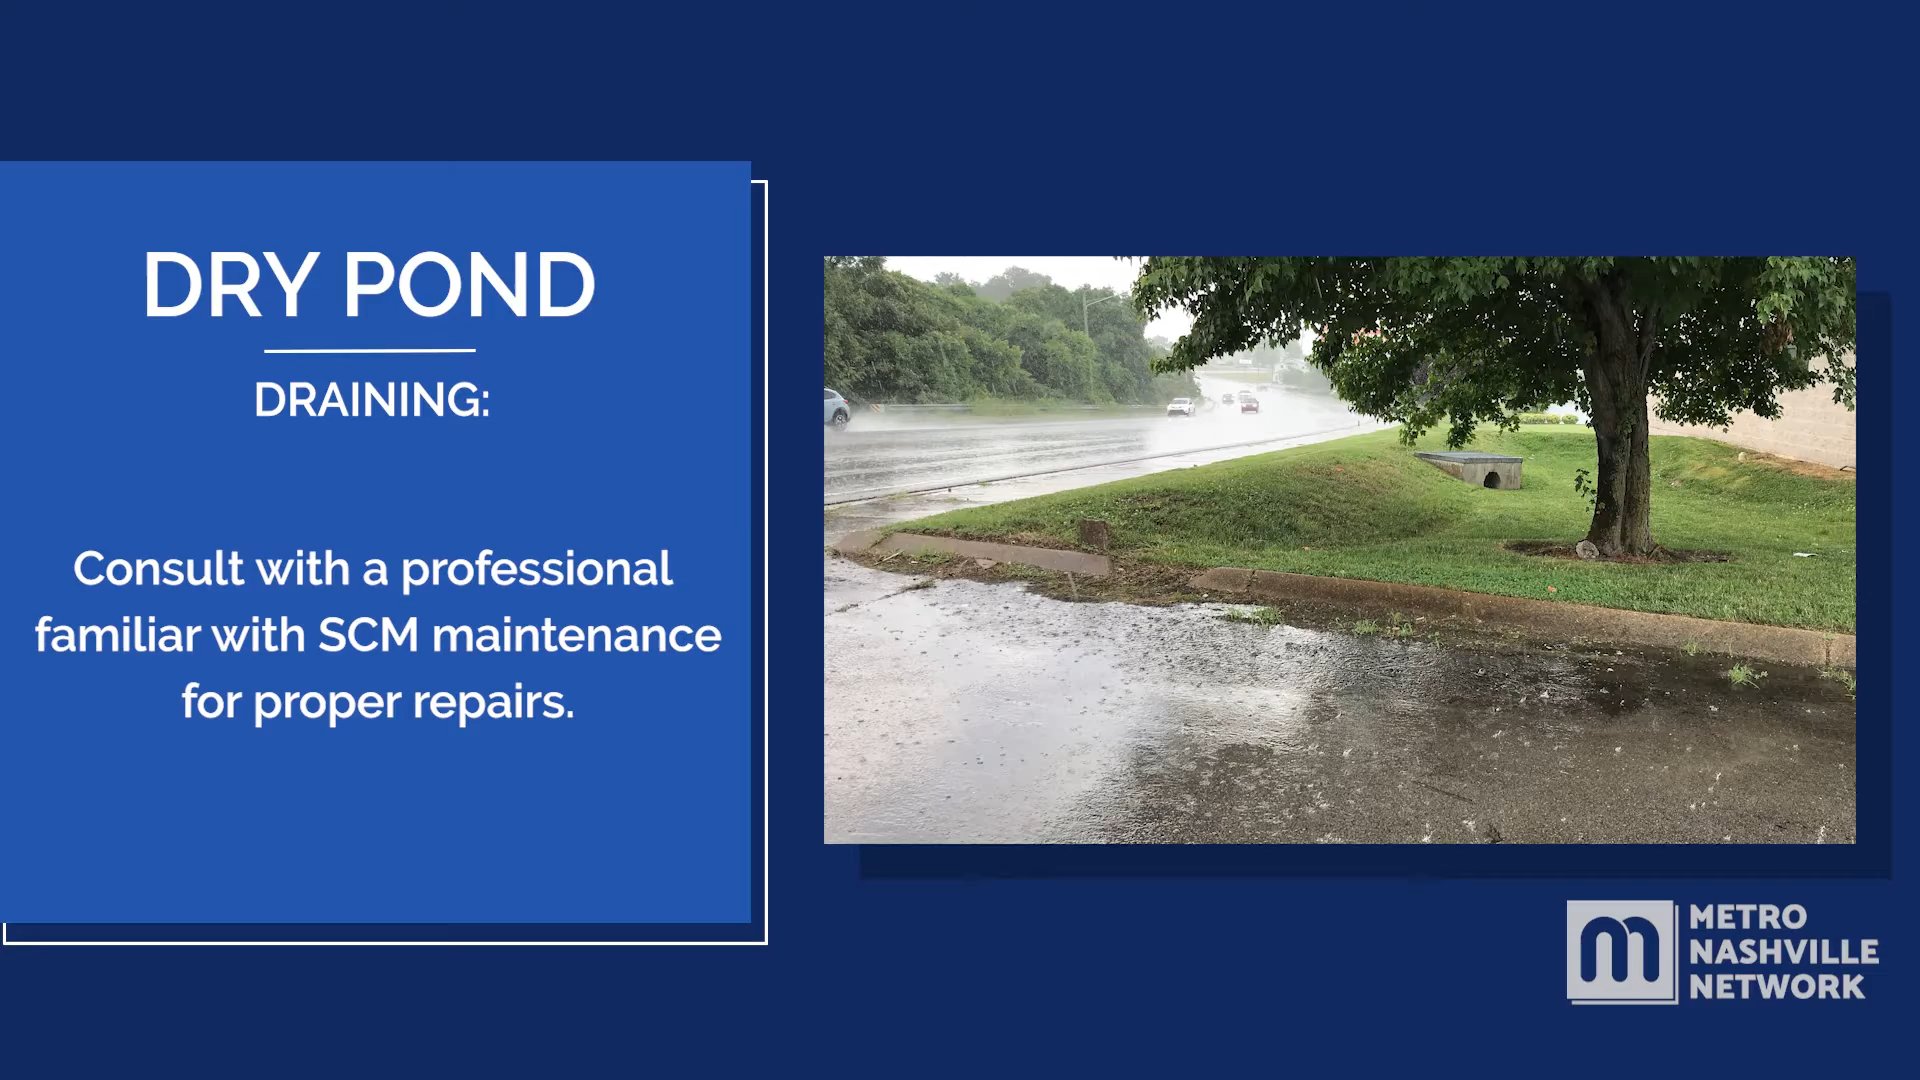 DRY POND
DRAINING:
Consult with a professional
familiar with SCM maintenance
for proper repairs.
METRO
NASHVILLE
NETWORK